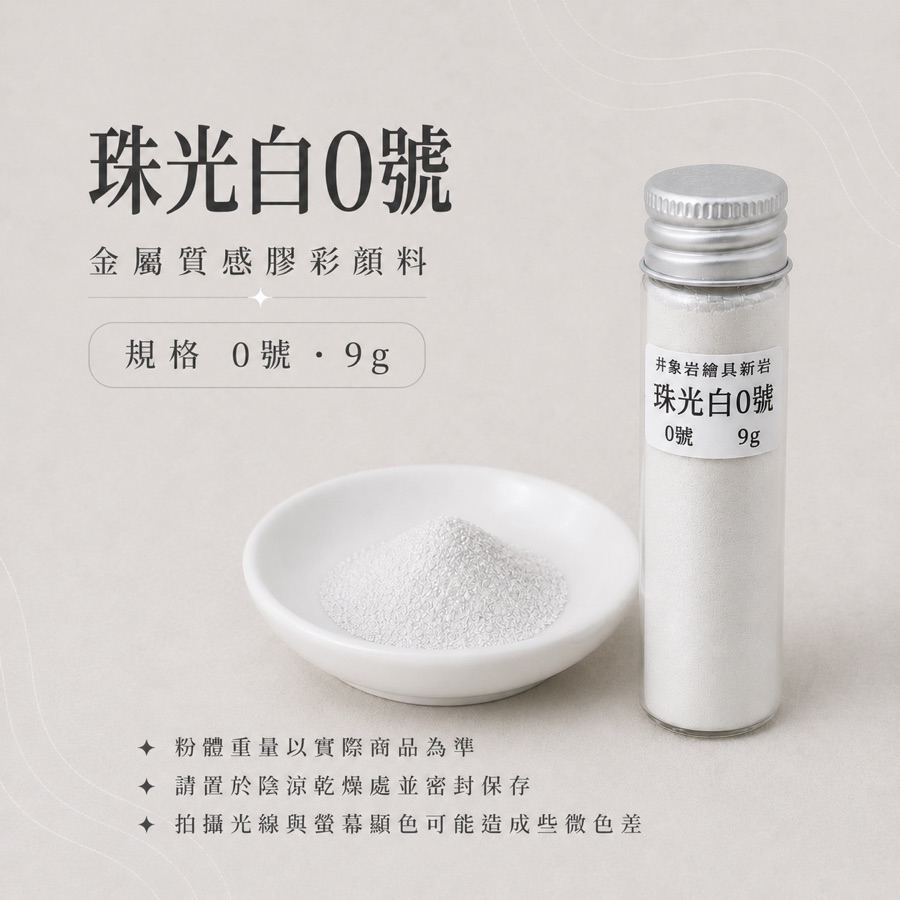 珠光白0號
金屬質感膠彩顏料
規格 0號·9g
井象岩繪具新岩
珠光白0號
0號 9g
粉體重量以實際商品為準
請置於陰涼乾燥處並密封保存
拍攝光線與螢幕顯色可能造成些微色差